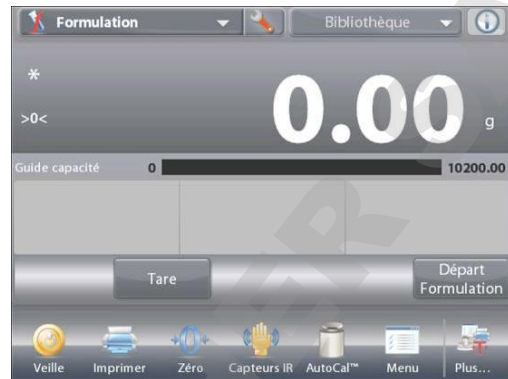 Formulation Bibliothèque
*
0.00 g
>0<
Guide capacité 0 10200.00
Tare
Départ
Formulation
Veille Imprimer Zéro Capteurs IR AutoCal™ Menu Plus...